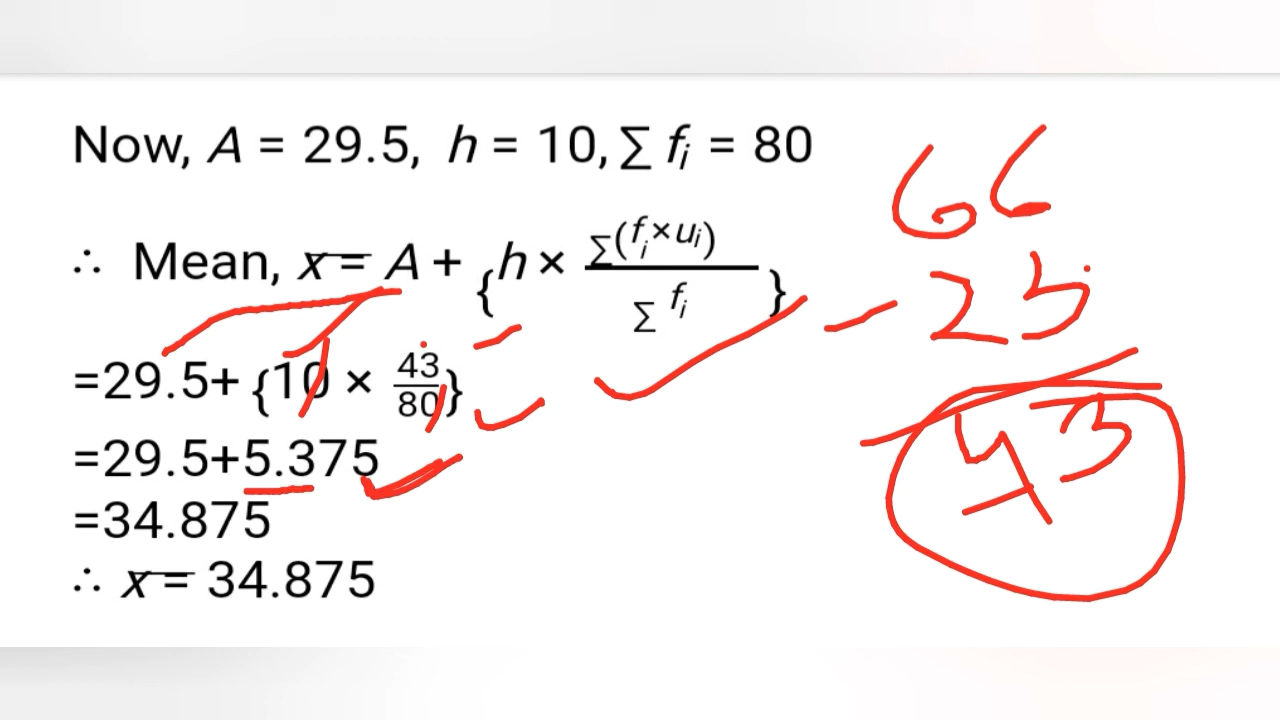 Now, A = 29.5, h = 10, ∑ fᵢ = 80
∴ Mean, x̄ = A + {h × ∑(fᵢ×uᵢ) / ∑ fᵢ}
=29.5+ {10 × 43/80}
=29.5+5.375
=34.875
∴ x̄ = 34.875
66
- 23
43